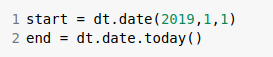 1 start = dt.date(2019,1,1)
2 end = dt.date.today()